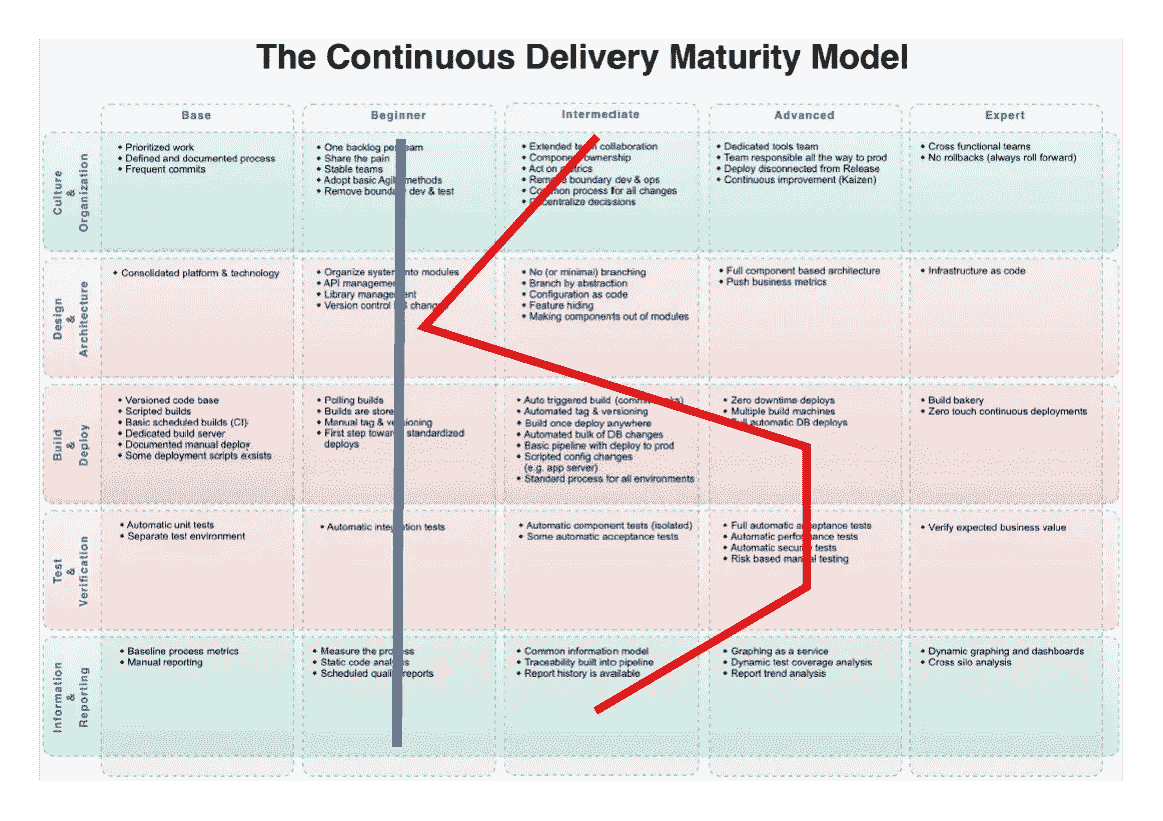 The Continuous Delivery Maturity Model
Base
Beginner
Intermediate
Advanced
Expert
Culture
&
Organization
• Prioritized work
• Defined and documented process
• Frequent commits
• One backlog per team
• Share the pain
• Stable teams
• Adopt basic Agile methods
• Remove boundary dev & test
• Extended team collaboration
• Component ownership
• Act on metrics
• Remove boundary dev & ops
• Common process for all changes
• Decentralize decissions
• Dedicated tools team
• Team responsible all the way to prod
• Deploy disconnected from Release
• Continuous improvement (Kaizen)
• Cross functional teams
• No rollbacks (always roll forward)
Design
&
Architecture
• Consolidated platform & technology
• Organize system into modules
• API management
• Library management
• Version control DB changes
• No (or minimal) branching
• Branch by abstraction
• Configuration as code
• Feature hiding
• Making components out of modules
• Full component based architecture
• Push business metrics
• Infrastructure as code
Build
&
Deploy
• Versioned code base
• Scripted builds
• Basic scheduled builds (CI)
• Dedicated build server
• Documented manual deploy
• Some deployment scripts exsists
• Polling builds
• Builds are stored
• Manual tag & versioning
• First step towards standardized
deploys
• Auto triggered build (commit hooks)
• Automated tag & versioning
• Build once deploy anywhere
• Automated bulk of DB changes
• Basic pipeline with deploy to prod
• Scripted config changes
(e.g. app server)
• Standard process for all environments
• Zero downtime deploys
• Multiple build machines
• Full automatic DB deploys
• Build bakery
• Zero touch continuous deployments
Test
&
Verification
• Automatic unit tests
• Separate test environment
• Automatic integration tests
• Automatic component tests (isolated)
• Some automatic acceptance tests
• Full automatic acceptance tests
• Automatic performance tests
• Automatic security tests
• Risk based manual testing
• Verify expected business value
Information
&
Reporting
• Baseline process metrics
• Manual reporting
• Measure the process
• Static code analysis
• Scheduled quality reports
• Common information model
• Traceability built into pipeline
• Report history is available
• Graphing as a service
• Dynamic test coverage analysis
• Report trend analysis
• Dynamic graphing and dashboards
• Cross silo analysis